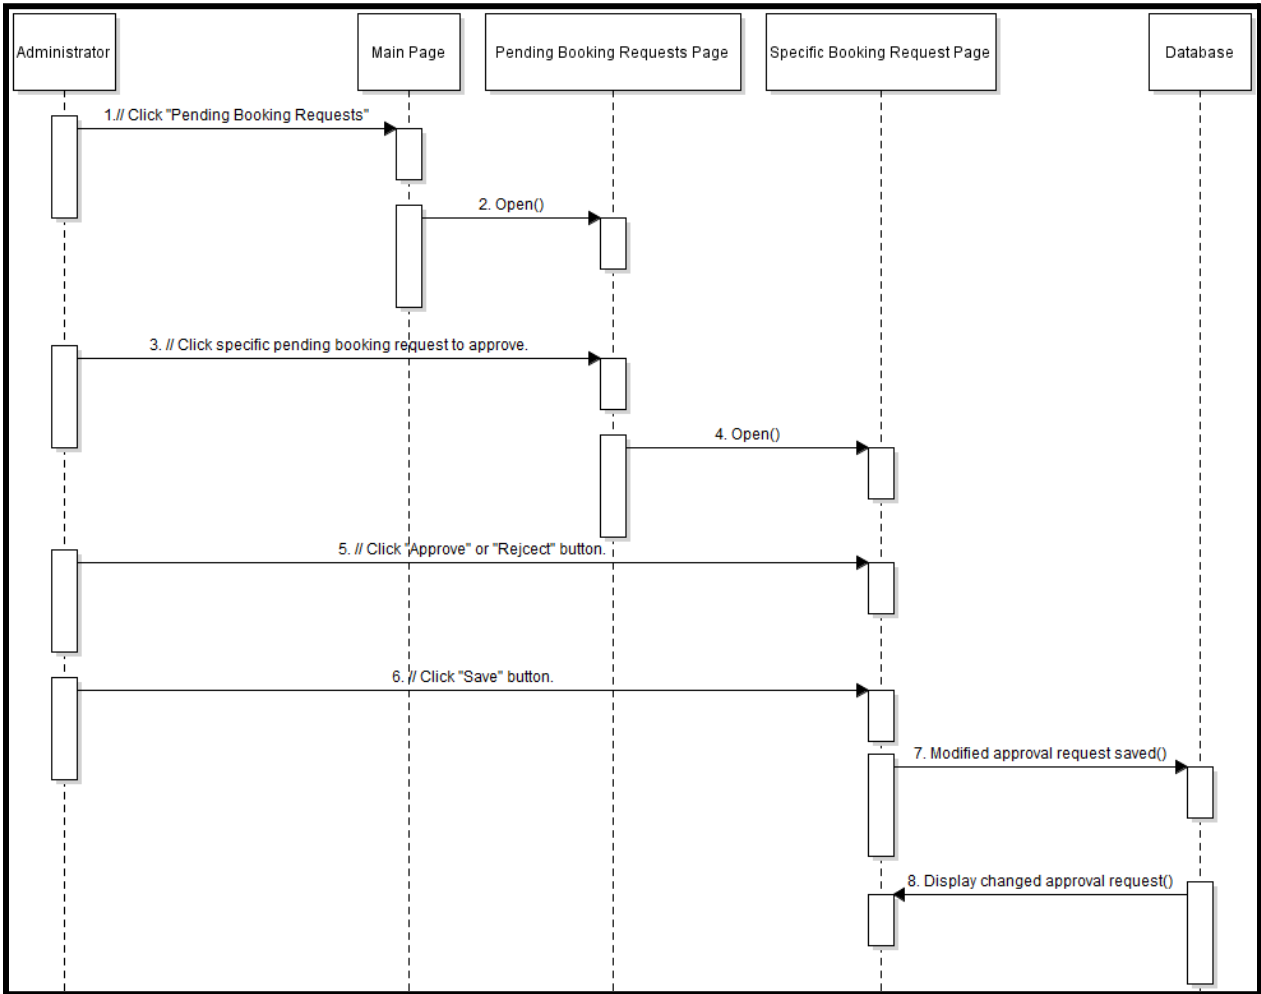 Administrator
Main Page
Pending Booking Requests Page
Specific Booking Request Page
Database
1.// Click "Pending Booking Requests"
2. Open()
3. // Click specific pending booking request to approve.
4. Open()
5. // Click "Approve" or "Rejcect" button.
6. // Click "Save" button.
7. Modified approval request saved()
8. Display changed approval request()